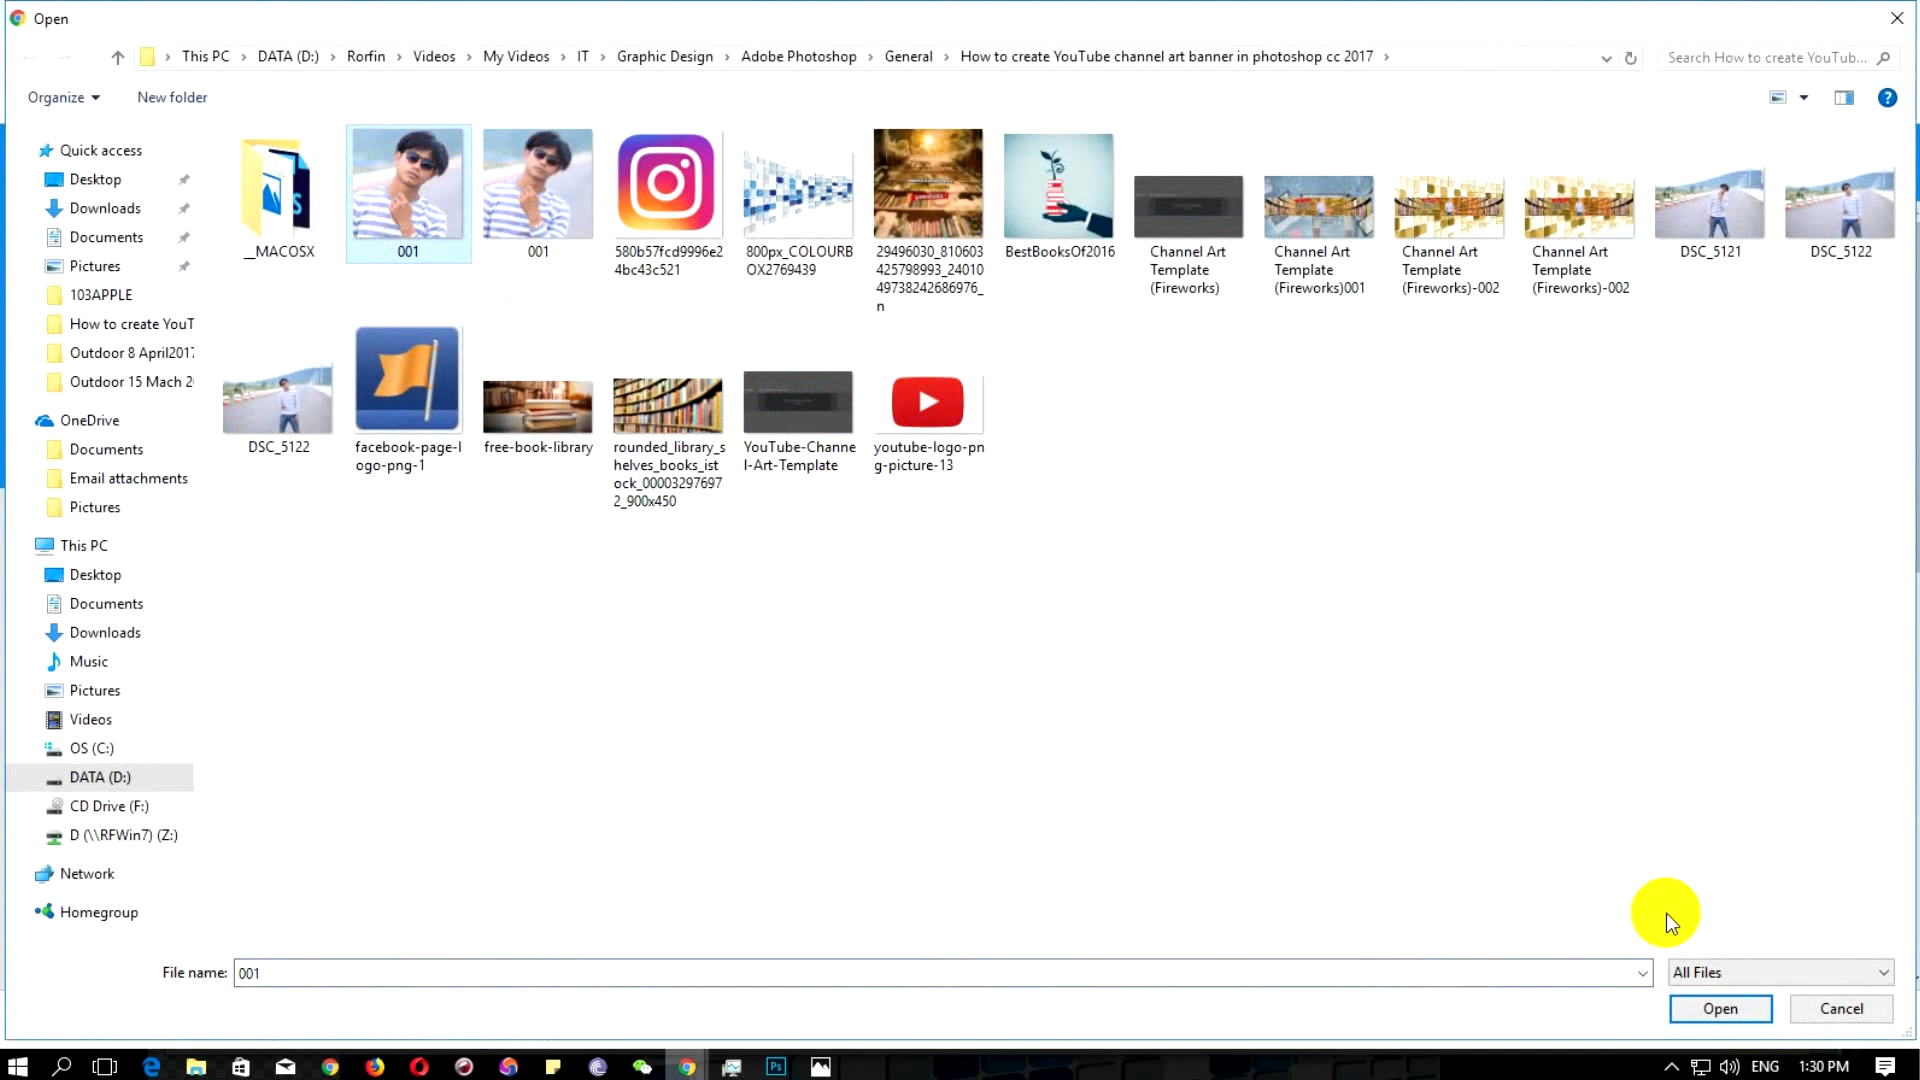 Open
This PC > DATA (D:) > Rorfin > Videos > My Videos > IT > Graphic Design > Adobe Photoshop > General > How to create YouTube channel art banner in photoshop cc 2017 >
Search How to create YouTub...
Organize
New folder
Quick access
Desktop
Downloads
Documents
Pictures
103APPLE
How to create YouT
Outdoor 8 April2017
Outdoor 15 Mach 2
OneDrive
Documents
Email attachments
Pictures
This PC
Desktop
Documents
Downloads
Music
Pictures
Videos
OS (C:)
DATA (D:)
CD Drive (F:)
D (\\RFWin7) (Z:)
Network
Homegroup
__MACOSX
001
001
580b57fcd9996e2
4bc43c521
800px_COLOURB
OX2769439
29496030_810603
425798993_24010
49738242686976_
n
BestBooksOf2016
Channel Art
Template
(Fireworks)
Channel Art
Template
(Fireworks)001
Channel Art
Template
(Fireworks)-002
Channel Art
Template
(Fireworks)-002
DSC_5121
DSC_5122
DSC_5122
facebook-page-l
ogo-png-1
free-book-library
rounded_library_s
helves_books_ist
ock_00003297697
2_900x450
YouTube-Channe
l-Art-Template
youtube-logo-pn
g-picture-13
File name:
001
All Files
Open
Cancel
Ps
ENG
1:30 PM